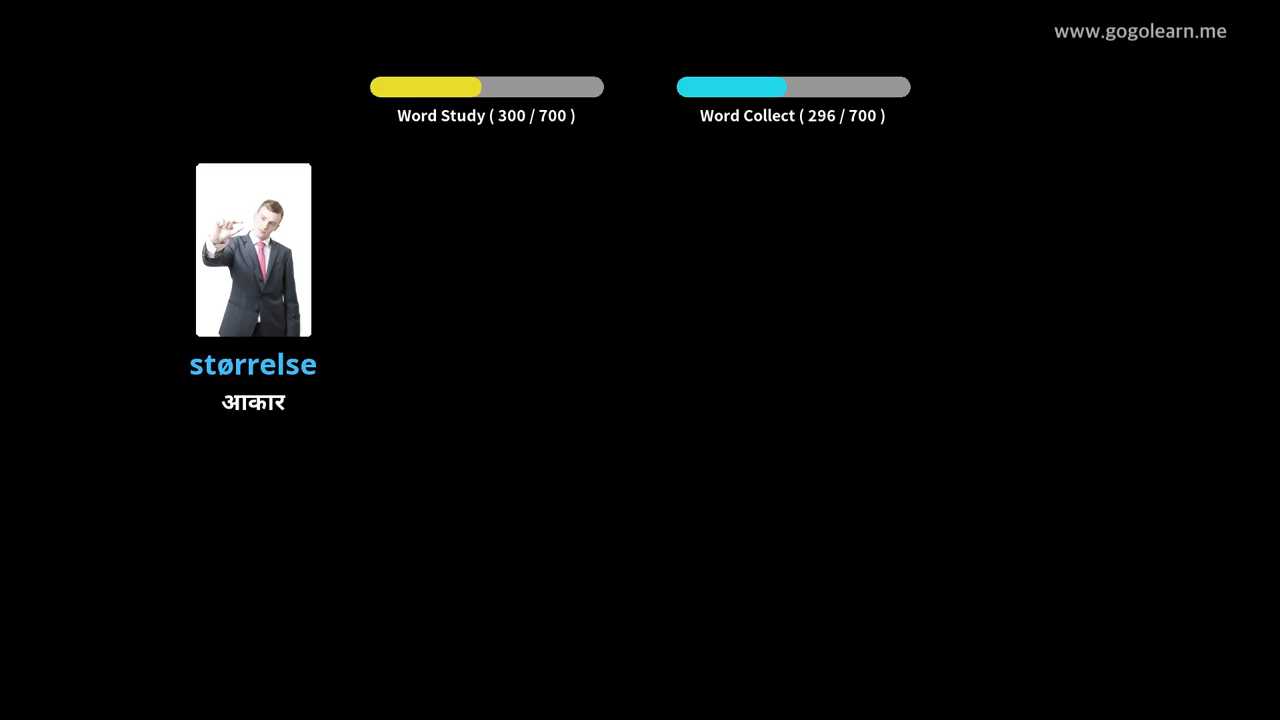 www.gogolearn.me
Word Study ( 300 / 700 )
Word Collect ( 296 / 700 )
størrelse
आकार